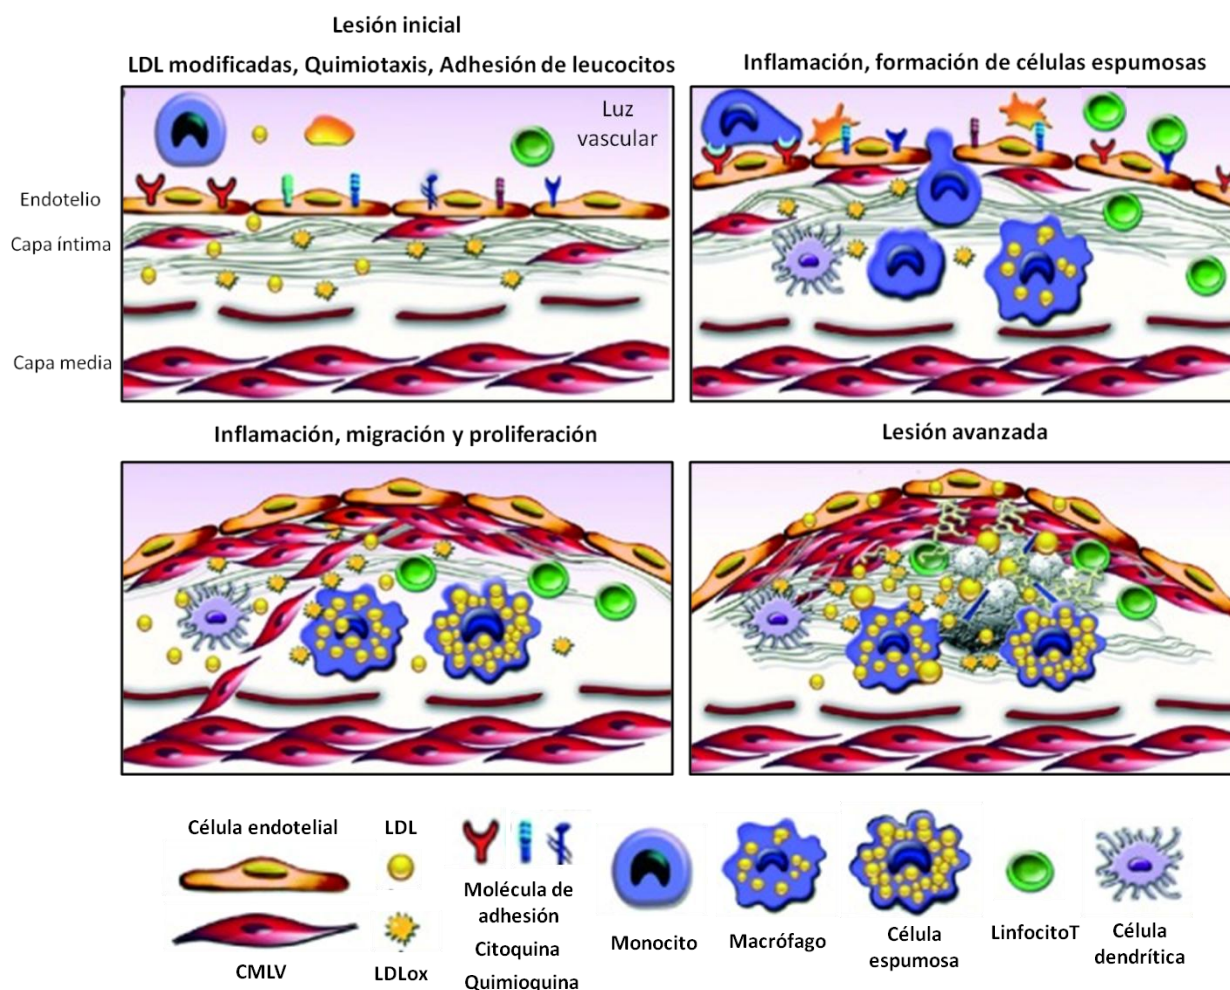 Lesión inicial
LDL modificadas, Quimiotaxis, Adhesión de leucocitos
Inflamación, formación de células espumosas
Luz
vascular
Endotelio
Capa íntima
Capa media
Inflamación, migración y proliferación
Lesión avanzada
Célula endotelial
LDL
CMLV
LDLox
Molécula de
adhesión
Citoquina
Quimioquina
Monocito
Macrófago
Célula
espumosa
LinfocitoT
Célula
dendrítica